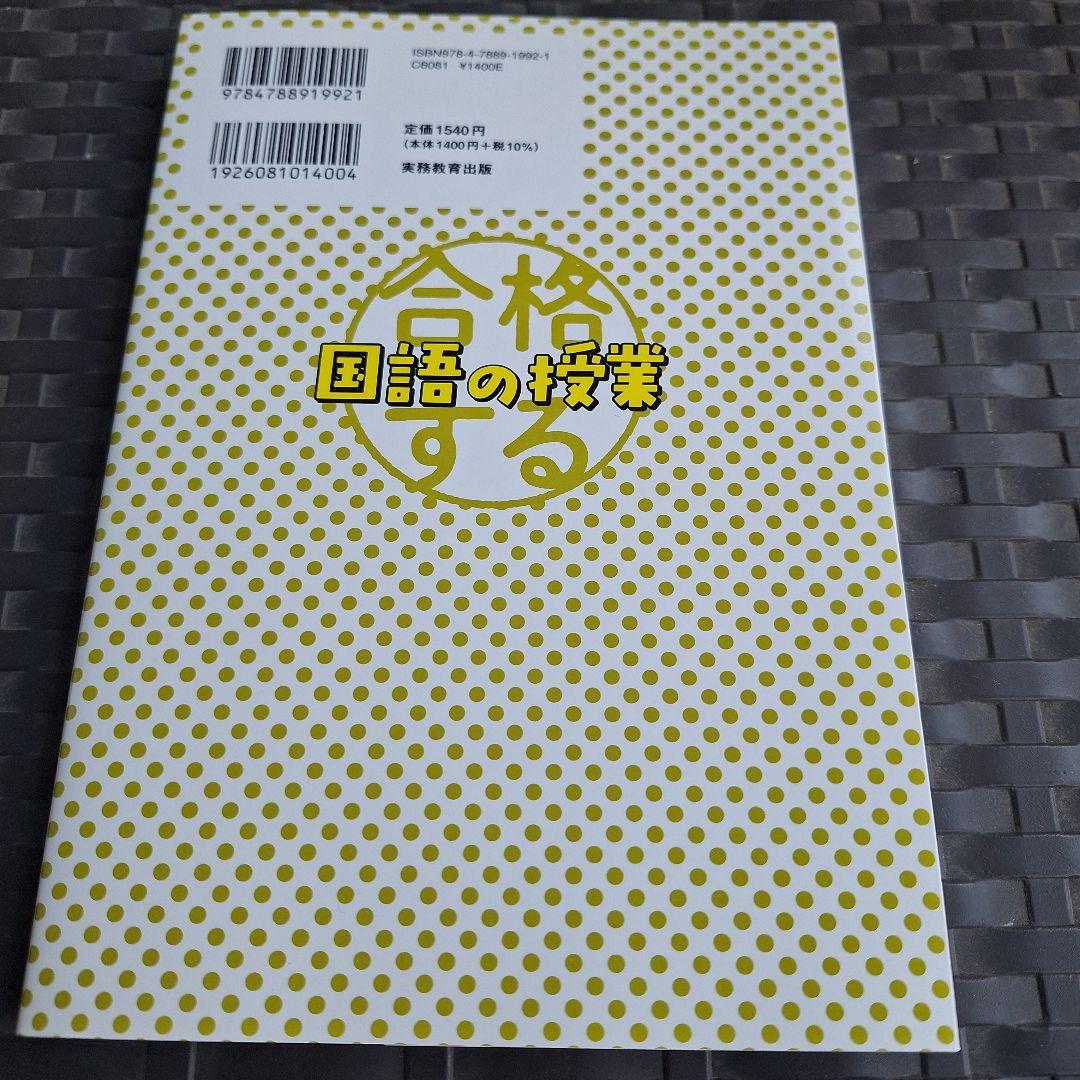 ISBN978-4-7889-1992-1
C8081 ¥1400E
9784788919921
定価1540円
(本体1400円+税10%)
1926081014004
実務教育出版
合格
国語の授業
する